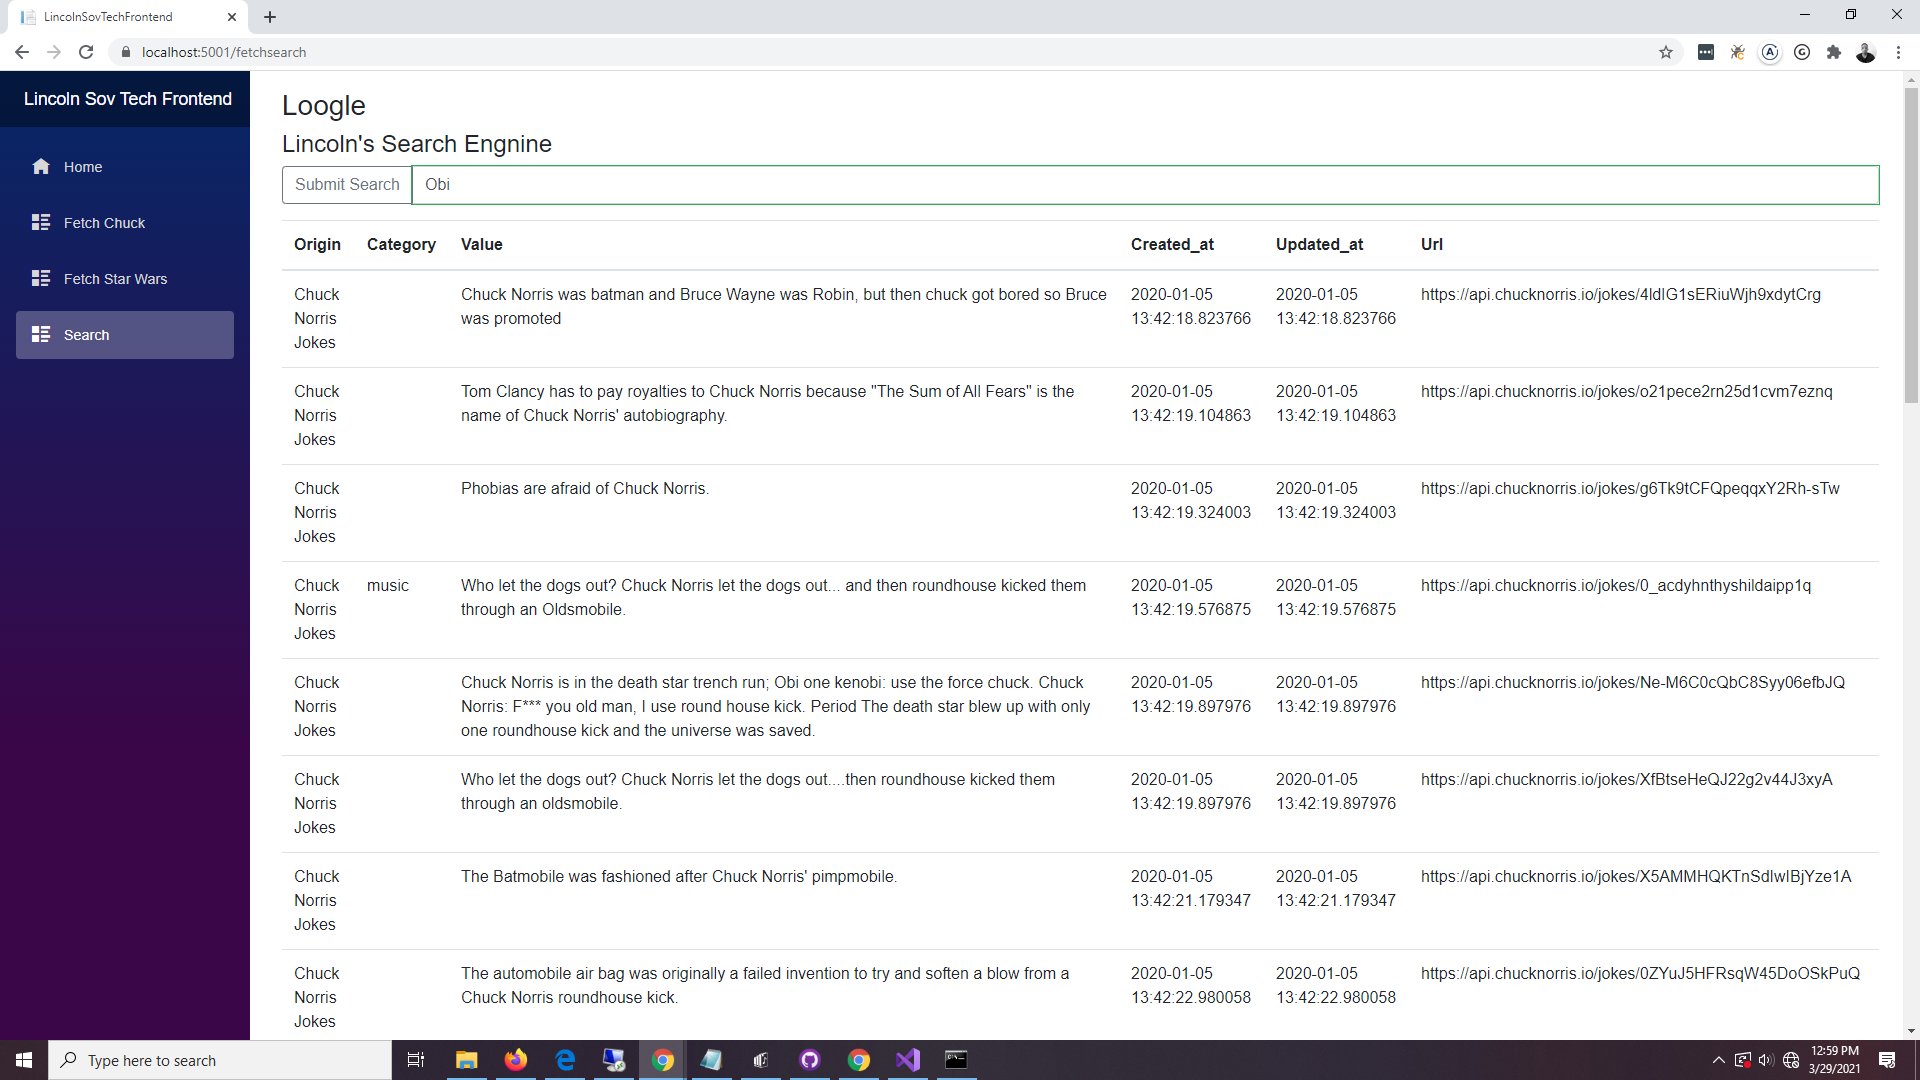 LincolnSovTechFrontend
localhost:5001/fetchsearch
Lincoln Sov Tech Frontend
Home
Fetch Chuck
Fetch Star Wars
Search
Loogle
Lincoln's Search Engnine
Submit Search Obi
Origin Category Value Created_at Updated_at Url
Chuck Norris was batman and Bruce Wayne was Robin, but then chuck got bored so Bruce
Chuck 2020-01-05 2020-01-05 https://api.chucknorris.io/jokes/4IdIG1sERiuWjh9xdytCrg
Norris was promoted 13:42:18.823766 13:42:18.823766
Jokes
Chuck Tom Clancy has to pay royalties to Chuck Norris because "The Sum of All Fears" is the 2020-01-05 2020-01-05 https://api.chucknorris.io/jokes/o21pece2rn25d1cvm7eznq
Norris name of Chuck Norris' autobiography. 13:42:19.104863 13:42:19.104863
Jokes
Chuck Phobias are afraid of Chuck Norris. 2020-01-05 2020-01-05 https://api.chucknorris.io/jokes/g6Tk9tCFQpeqqxY2Rh-sTw
Norris 13:42:19.324003 13:42:19.324003
Jokes
Chuck music Who let the dogs out? Chuck Norris let the dogs out... and then roundhouse kicked them 2020-01-05 2020-01-05 https://api.chucknorris.io/jokes/0_acdyhnthyshildaipp1q
Norris through an Oldsmobile. 13:42:19.576875 13:42:19.576875
Jokes
Chuck Chuck Norris is in the death star trench run; Obi one kenobi: use the force chuck. Chuck 2020-01-05 2020-01-05 https://api.chucknorris.io/jokes/Ne-M6C0cQbC8Syy06efbJQ
Norris Norris: F*** you old man, I use round house kick. Period The death star blew up with only 13:42:19.897976 13:42:19.897976
Jokes one roundhouse kick and the universe was saved.
Chuck Who let the dogs out? Chuck Norris let the dogs out....then roundhouse kicked them 2020-01-05 2020-01-05 https://api.chucknorris.io/jokes/XfBtseHeQJ22g2v44J3xyA
Norris through an oldsmobile. 13:42:19.897976 13:42:19.897976
Jokes
Chuck The Batmobile was fashioned after Chuck Norris' pimpmobile. 2020-01-05 2020-01-05 https://api.chucknorris.io/jokes/X5AMMHQKTnSdlwIBjYze1A
Norris 13:42:21.179347 13:42:21.179347
Jokes
Chuck The automobile air bag was originally a failed invention to try and soften a blow from a 2020-01-05 2020-01-05 https://api.chucknorris.io/jokes/0ZYuJ5HFRsqW45DoOSkPuQ
Norris Chuck Norris roundhouse kick. 13:42:22.980058 13:42:22.980058
Jokes
Type here to search
12:59 PM
3/29/2021